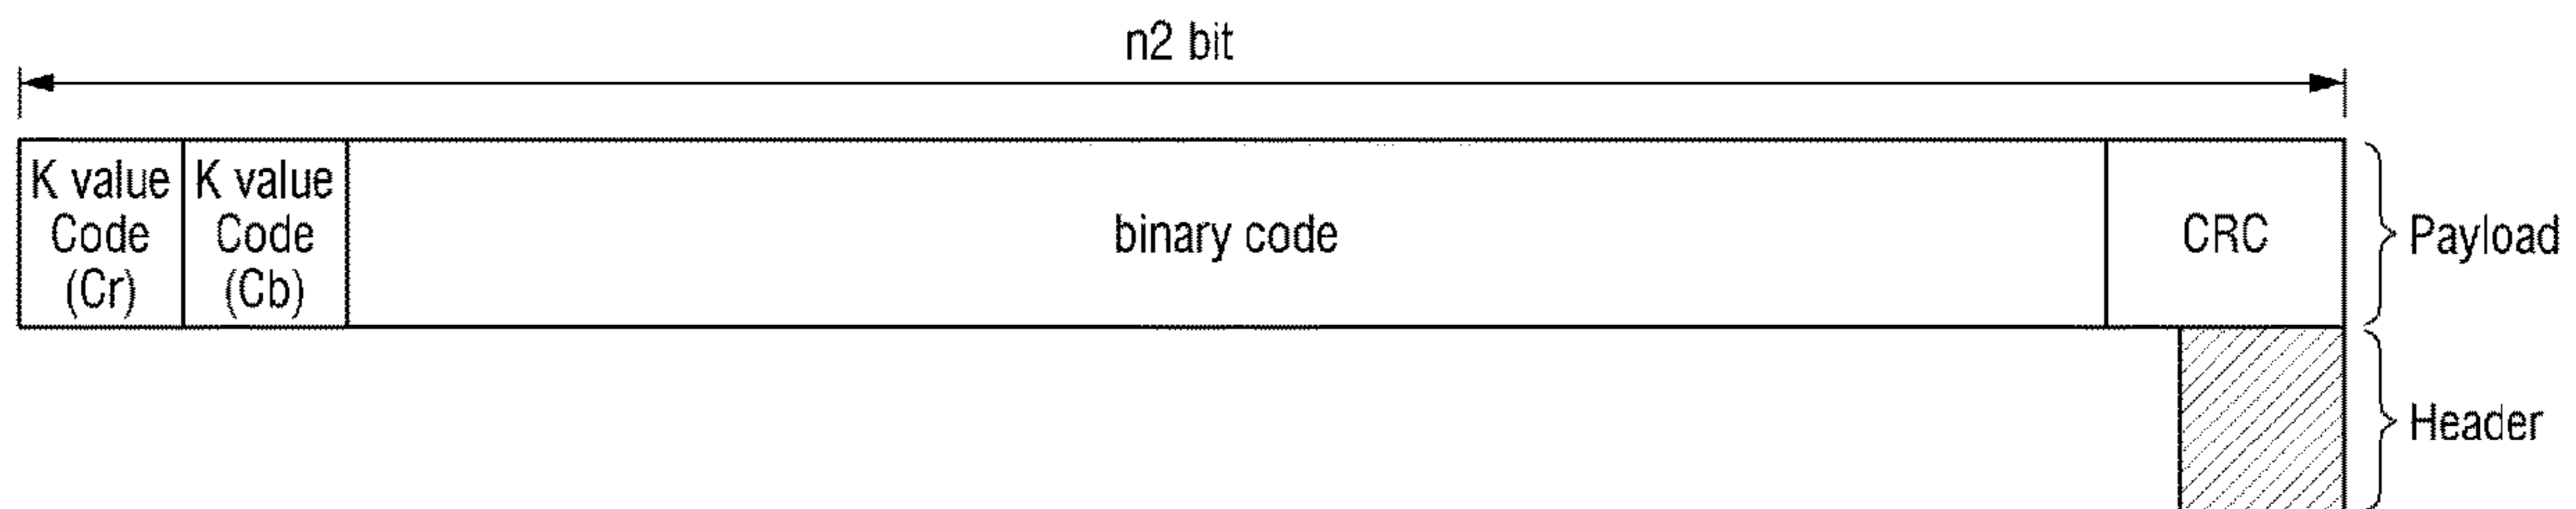 n2 bit
K value
Code
(Cr)
K value
Code
(Cb)
binary code
CRC
Payload
Header